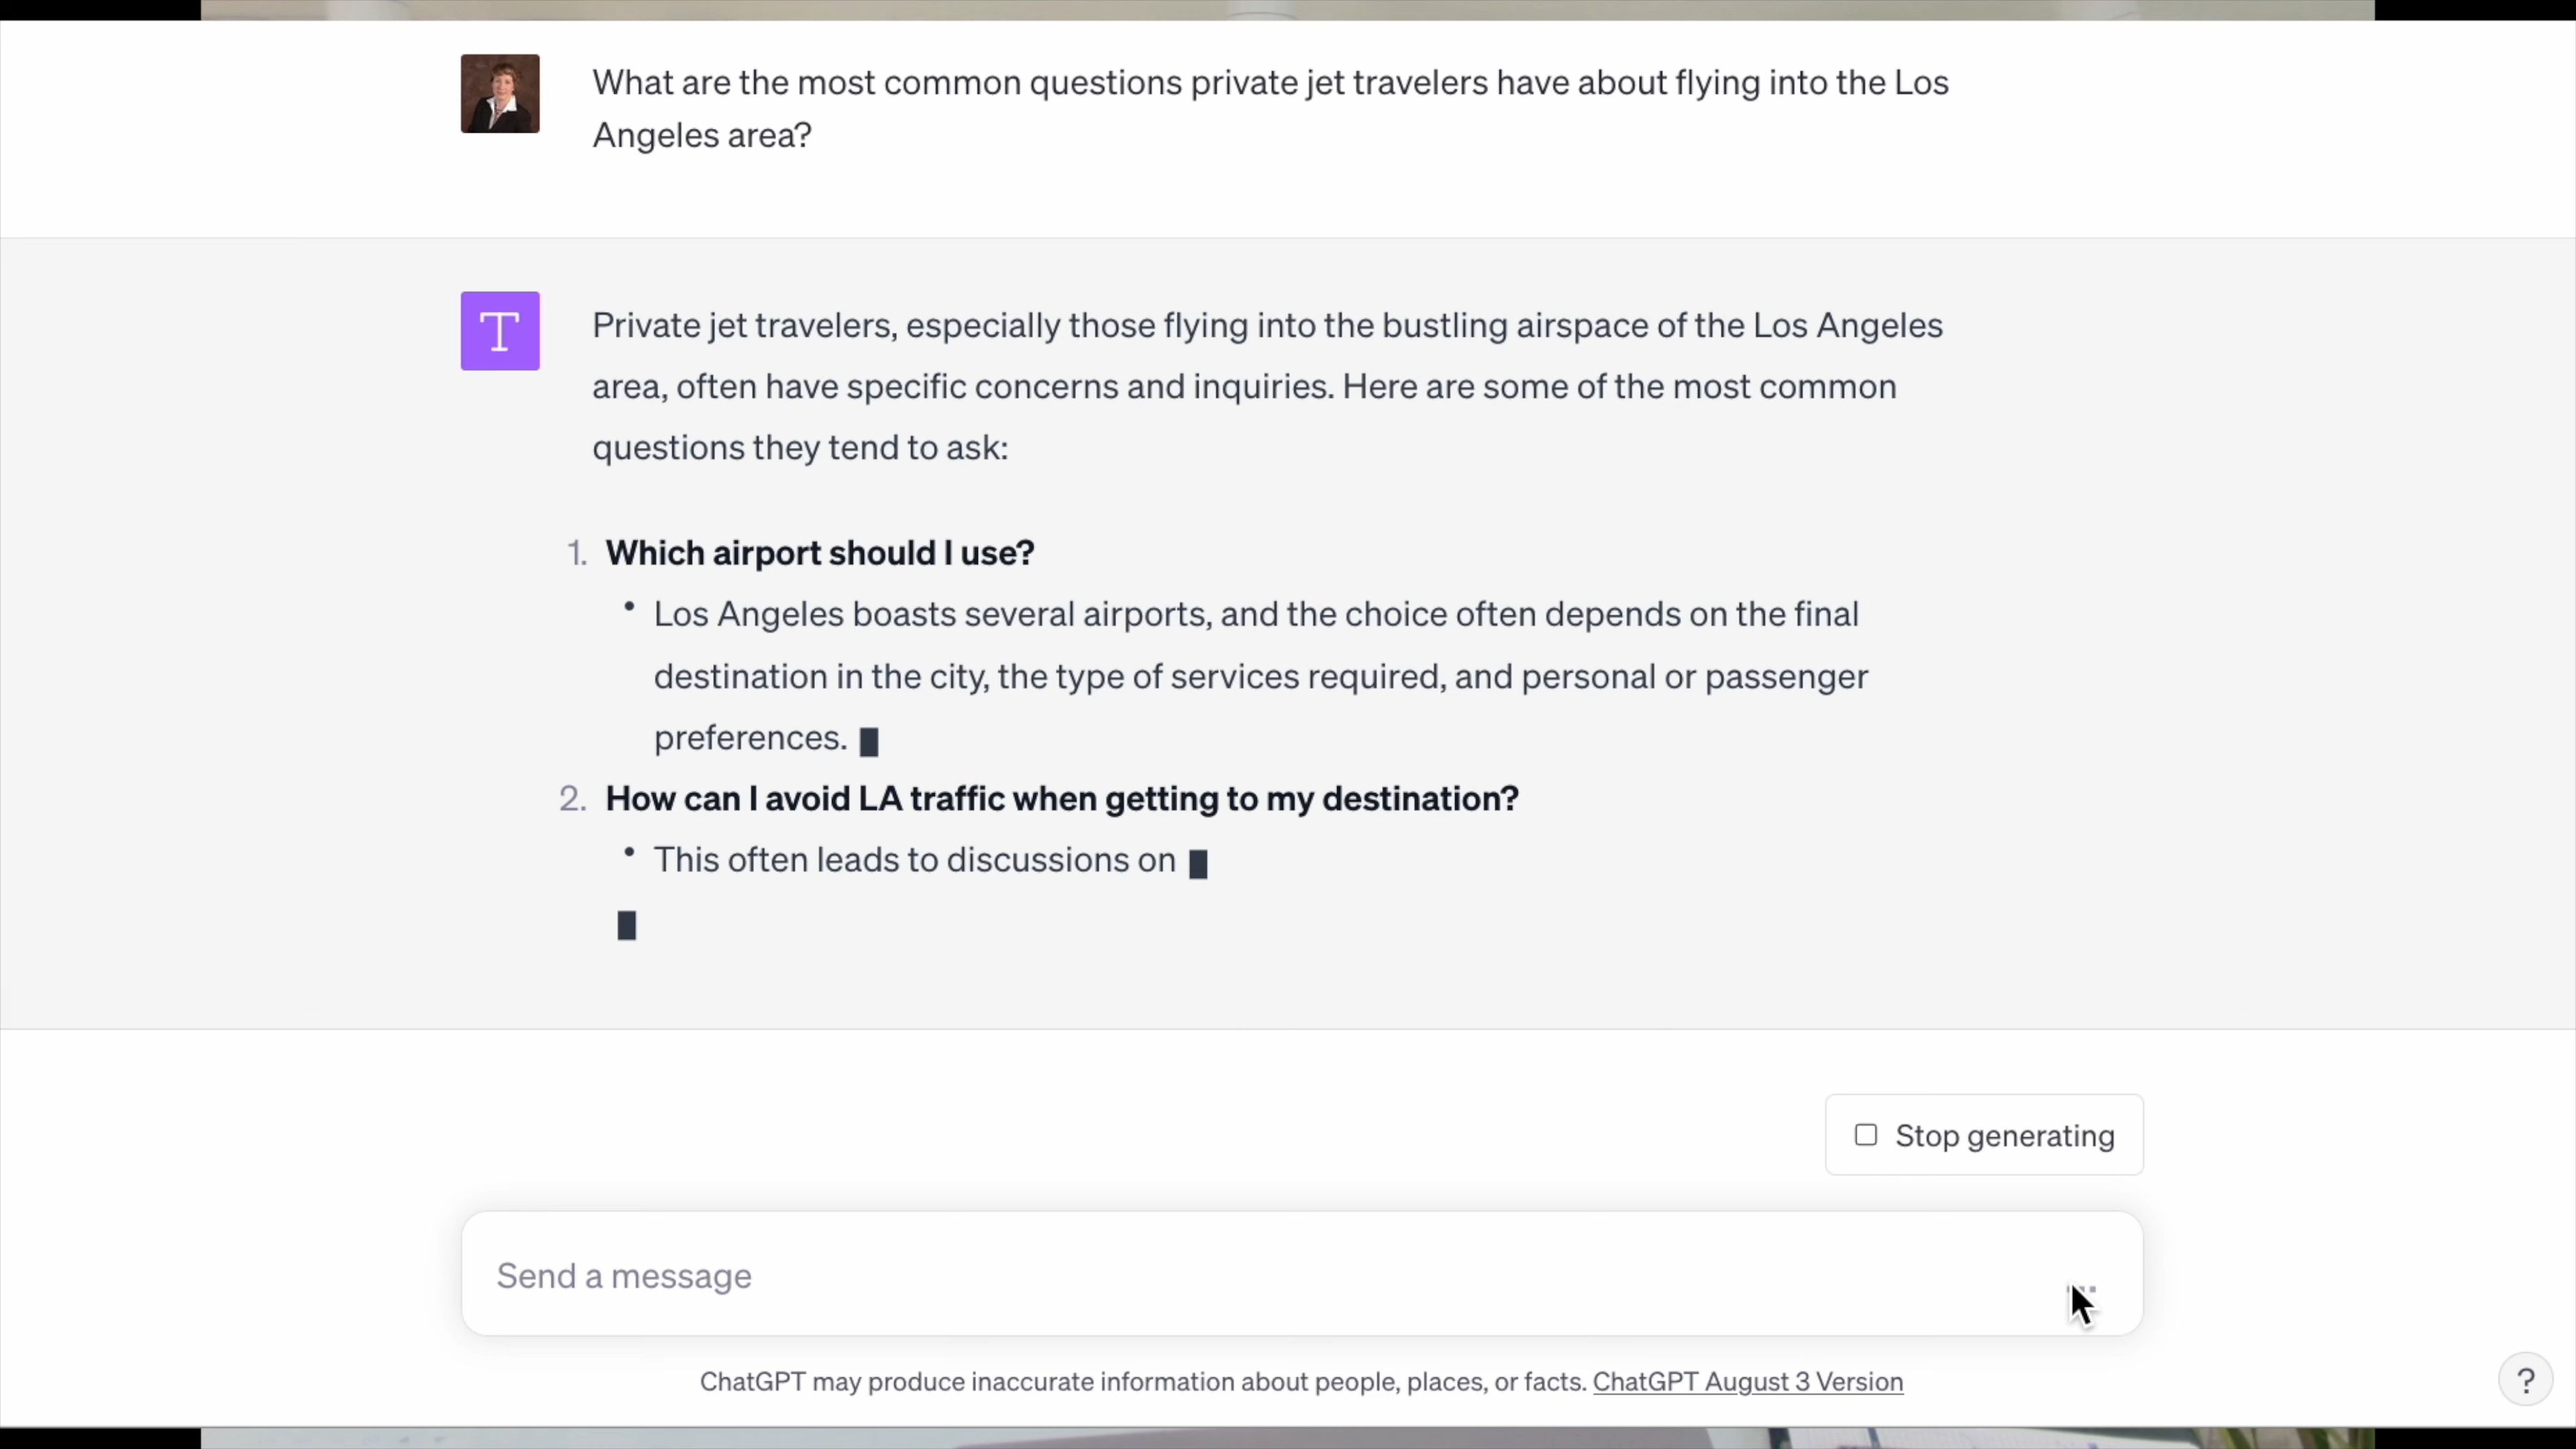 What are the most common questions private jet travelers have about flying into the Los
Angeles area?
T
Private jet travelers, especially those flying into the bustling airspace of the Los Angeles
area, often have specific concerns and inquiries. Here are some of the most common
questions they tend to ask:
1. Which airport should I use?
• Los Angeles boasts several airports, and the choice often depends on the final
destination in the city, the type of services required, and personal or passenger
preferences.
2. How can I avoid LA traffic when getting to my destination?
• This often leads to discussions on
Stop generating
Send a message
ChatGPT may produce inaccurate information about people, places, or facts. ChatGPT August 3 Version
?